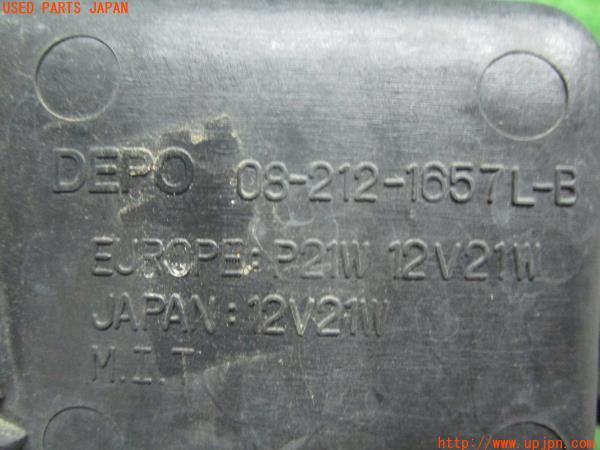 USED PARTS JAPAN
DEPO 08-212-1657L-B
EUROPE: P21W 12V21W
JAPAN: 12V21W
M.I.T
http://www.upjpn.com/